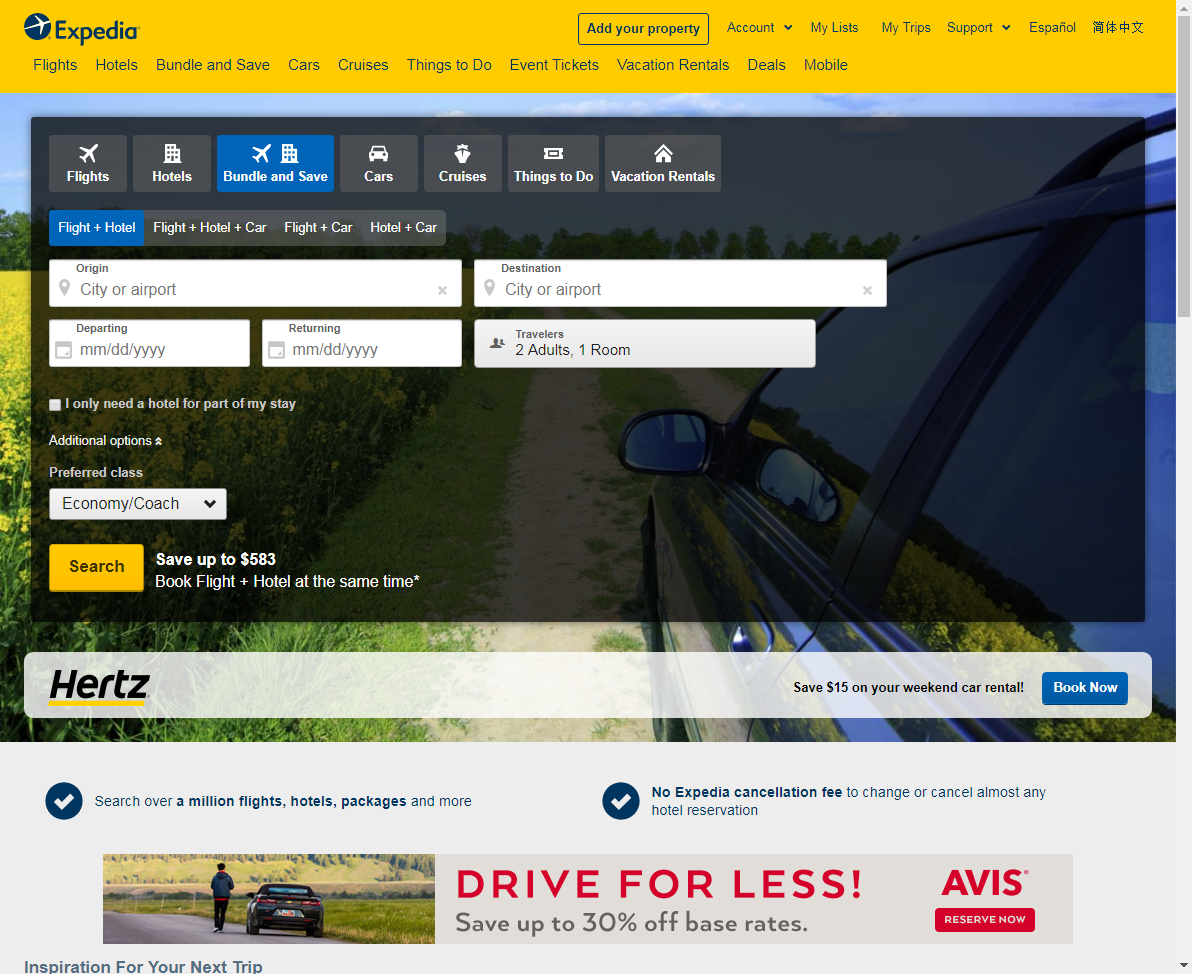 Expedia
Add your property
Account
My Lists
My Trips
Support
Español
简体中文
Flights
Hotels
Bundle and Save
Cars
Cruises
Things to Do
Event Tickets
Vacation Rentals
Deals
Mobile
Flights
Hotels
Bundle and Save
Cars
Cruises
Things to Do
Vacation Rentals
Flight + Hotel
Flight + Hotel + Car
Flight + Car
Hotel + Car
Origin
City or airport
Destination
City or airport
Departing
mm/dd/yyyy
Returning
mm/dd/yyyy
Travelers
2 Adults, 1 Room
I only need a hotel for part of my stay
Additional options
Preferred class
Economy/Coach
Search
Save up to $583
Book Flight + Hotel at the same time*
Hertz
Save $15 on your weekend car rental!
Book Now
Search over a million flights, hotels, packages and more
No Expedia cancellation fee to change or cancel almost any
hotel reservation
DRIVE FOR LESS!
Save up to 30% off base rates.
AVIS®
RESERVE NOW
Inspiration For Your Next Trip